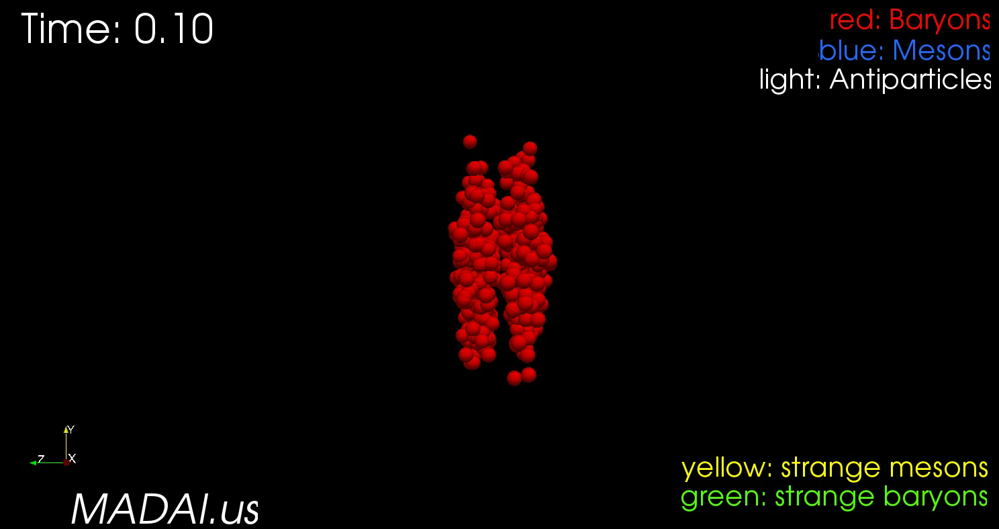 Time: 0.10
red: Baryons
blue: Mesons
light: Antiparticles
Y
Z
X
yellow: strange mesons
green: strange baryons
MADAI.us